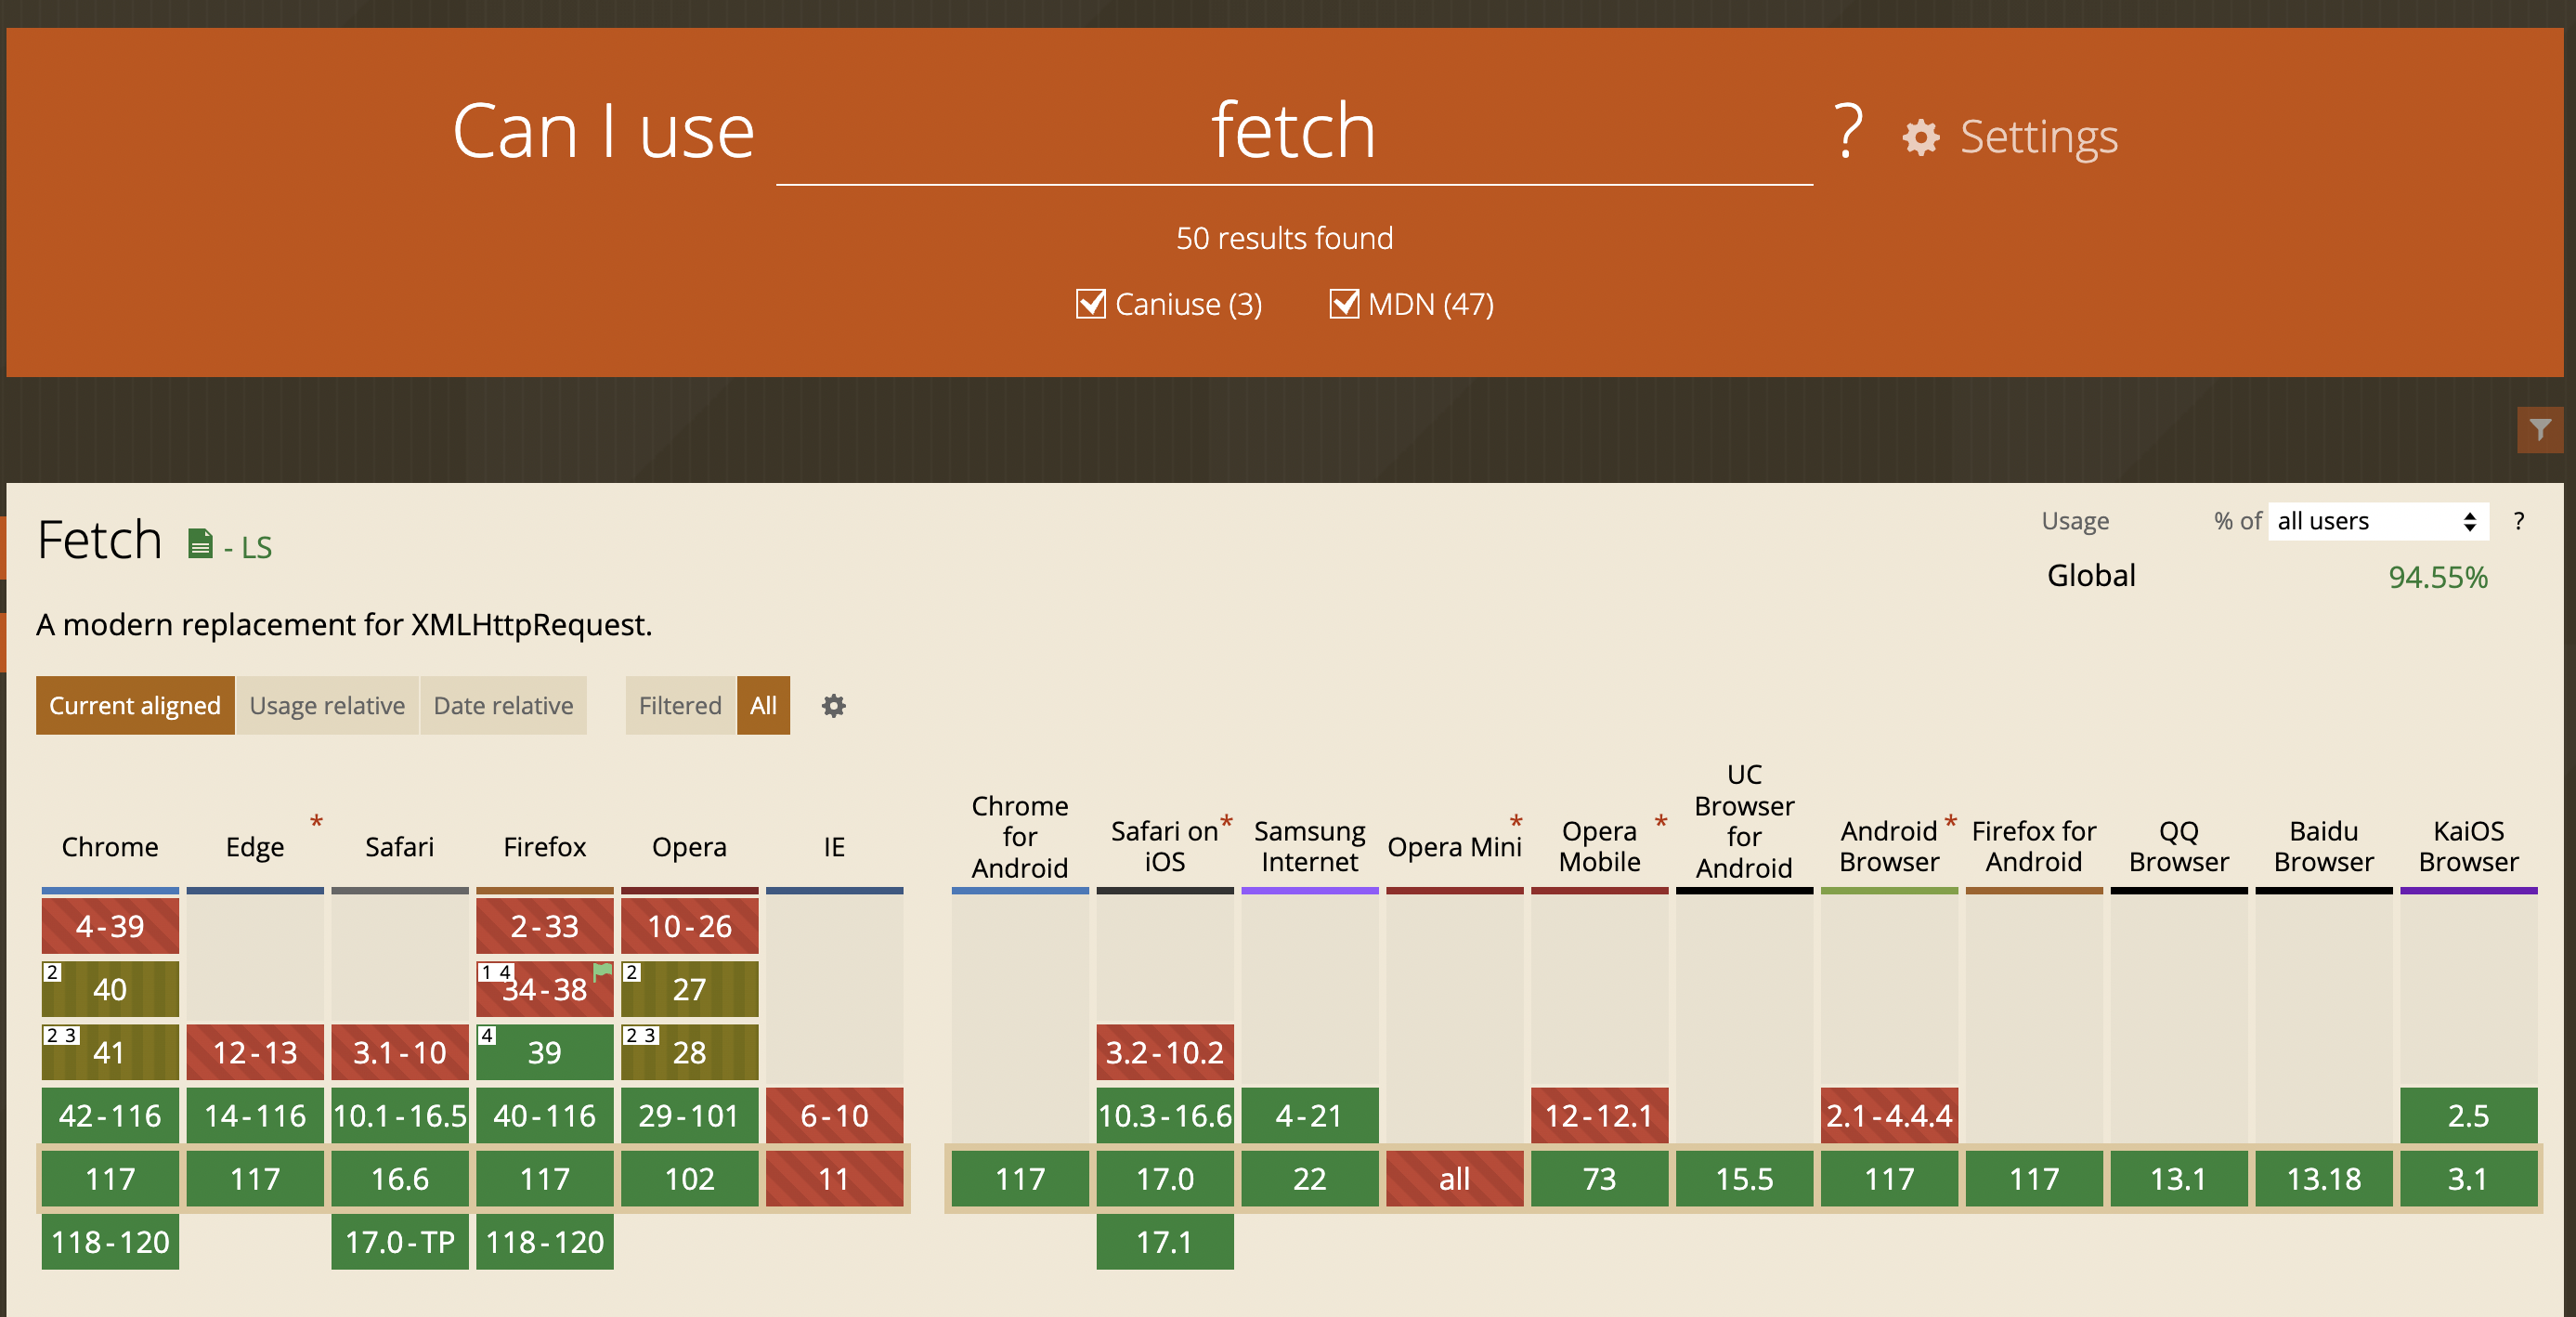 Can I use fetch ? Settings
50 results found
Caniuse (3) MDN (47)
Fetch - LS
Usage % of all users ?
Global 94.55%
A modern replacement for XMLHttpRequest.
Current aligned Usage relative Date relative Filtered All
Chrome Edge * Safari Firefox Opera IE
Chrome for Android
Safari on iOS *
Samsung Internet
Opera Mini *
Opera Mobile *
UC Browser for Android
Android Browser *
Firefox for Android
QQ Browser
Baidu Browser
KaiOS Browser
4-39 2-33 10-26
2 40 1 4 34-38 2 27
2 3 41 12-13 3.1-10 4 39 2 3 28 3.2-10.2
42-116 14-116 10.1-16.5 40-116 29-101 6-10 10.3-16.6 4-21 12-12.1 2.1-4.4.4 2.5
117 117 16.6 117 102 11 117 17.0 22 all 73 15.5 117 117 13.1 13.18 3.1
118-120 17.0-TP 118-120 17.1